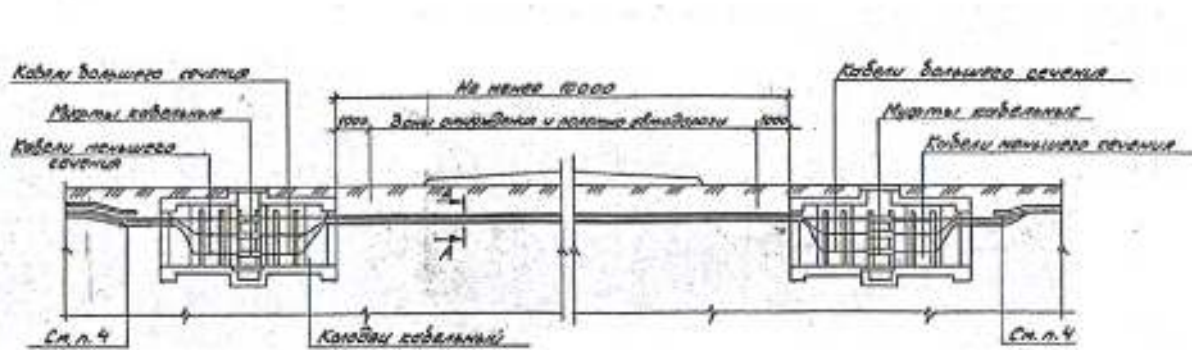 Кабели большего сечения
Муфты кабельные
Кабели меньшего
сечения
Не менее 10000
1000 Зоны отчуждения и полотно автодороги 1000
Кабели большего сечения
Муфты кабельные
Кабели меньшего сечения
А
А
См. п. 4
Колодец кабельный
См. п. 4